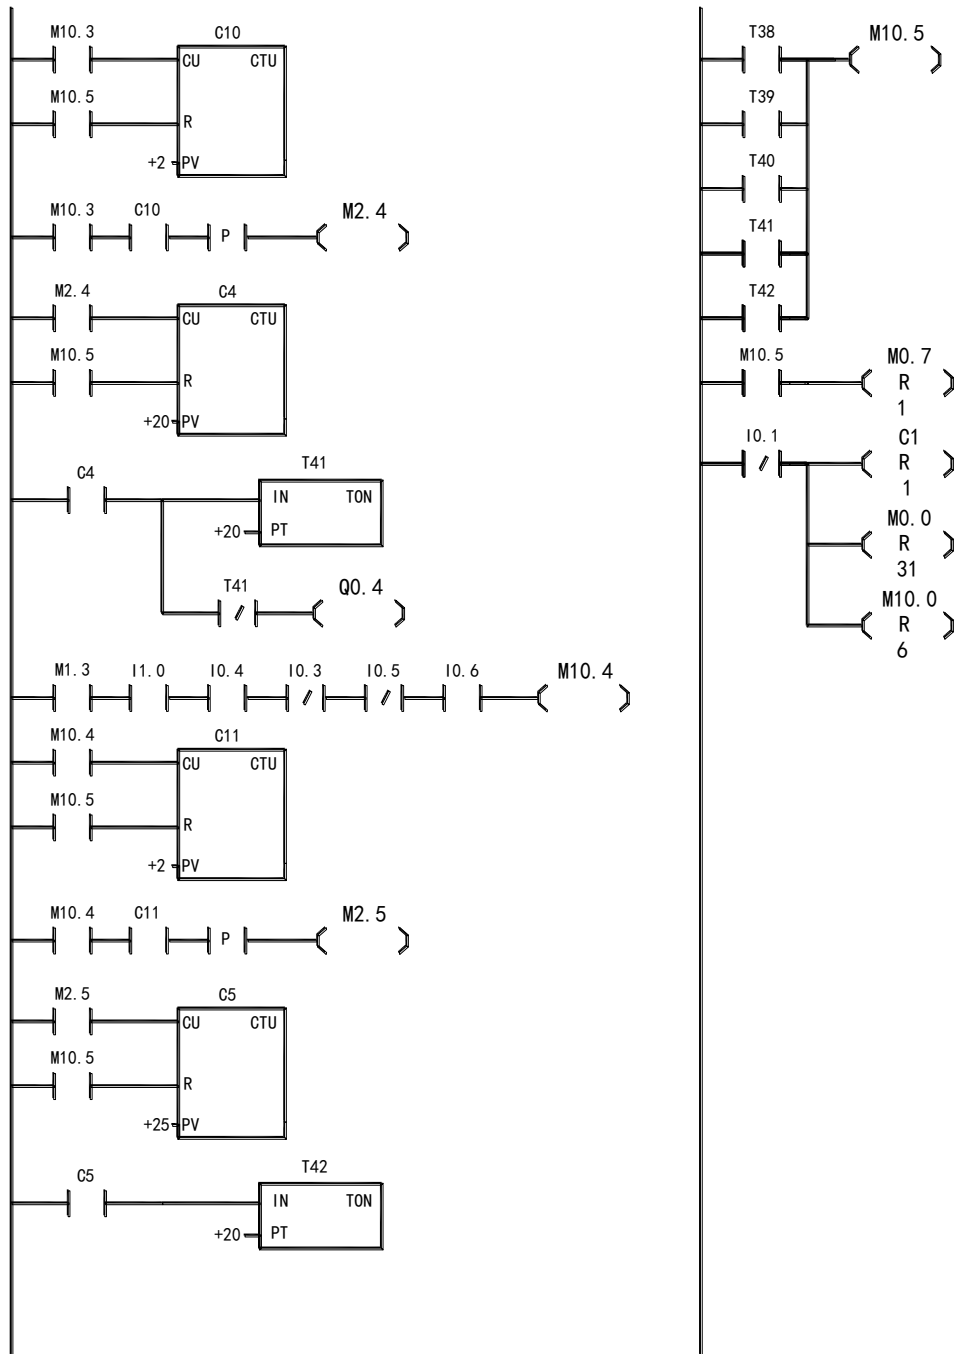 M10.3 C10
CU CTU
M10.5
R
+2 PV
M10.3 C10 M2.4
P
M2.4 C4
CU CTU
M10.5
R
+20 PV
C4 T41
IN TON
+20 PT
T41 Q0.4
M1.3 I1.0 I0.4 I0.3 I0.5 I0.6 M10.4
M10.4 C11
CU CTU
M10.5
R
+2 PV
M10.4 C11 M2.5
P
M2.5 C5
CU CTU
M10.5
R
+25 PV
C5 T42
IN TON
+20 PT
T38 M10.5
T39
T40
T41
T42
M10.5 M0.7
R
1
I0.1 C1
R
1
M0.0
R
31
M10.0
R
6